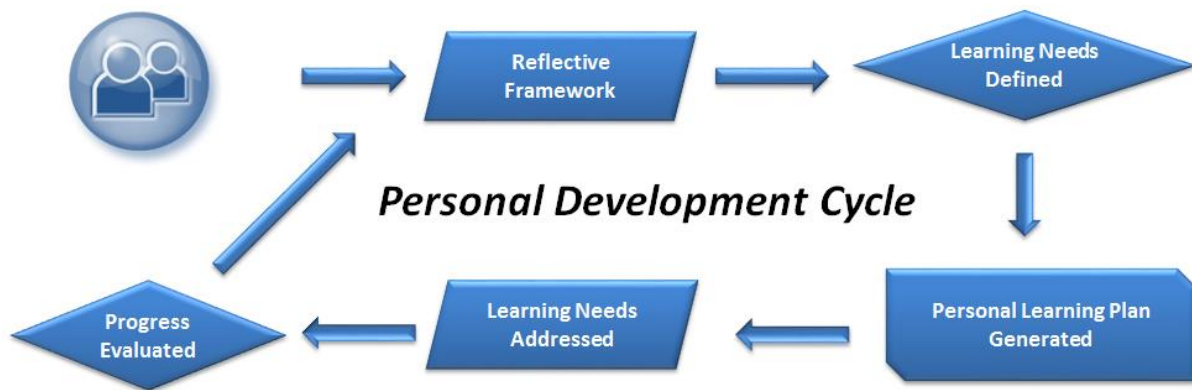 Reflective
Framework
Learning Needs
Defined
Personal Development Cycle
Personal Learning Plan
Generated
Learning Needs
Addressed
Progress
Evaluated